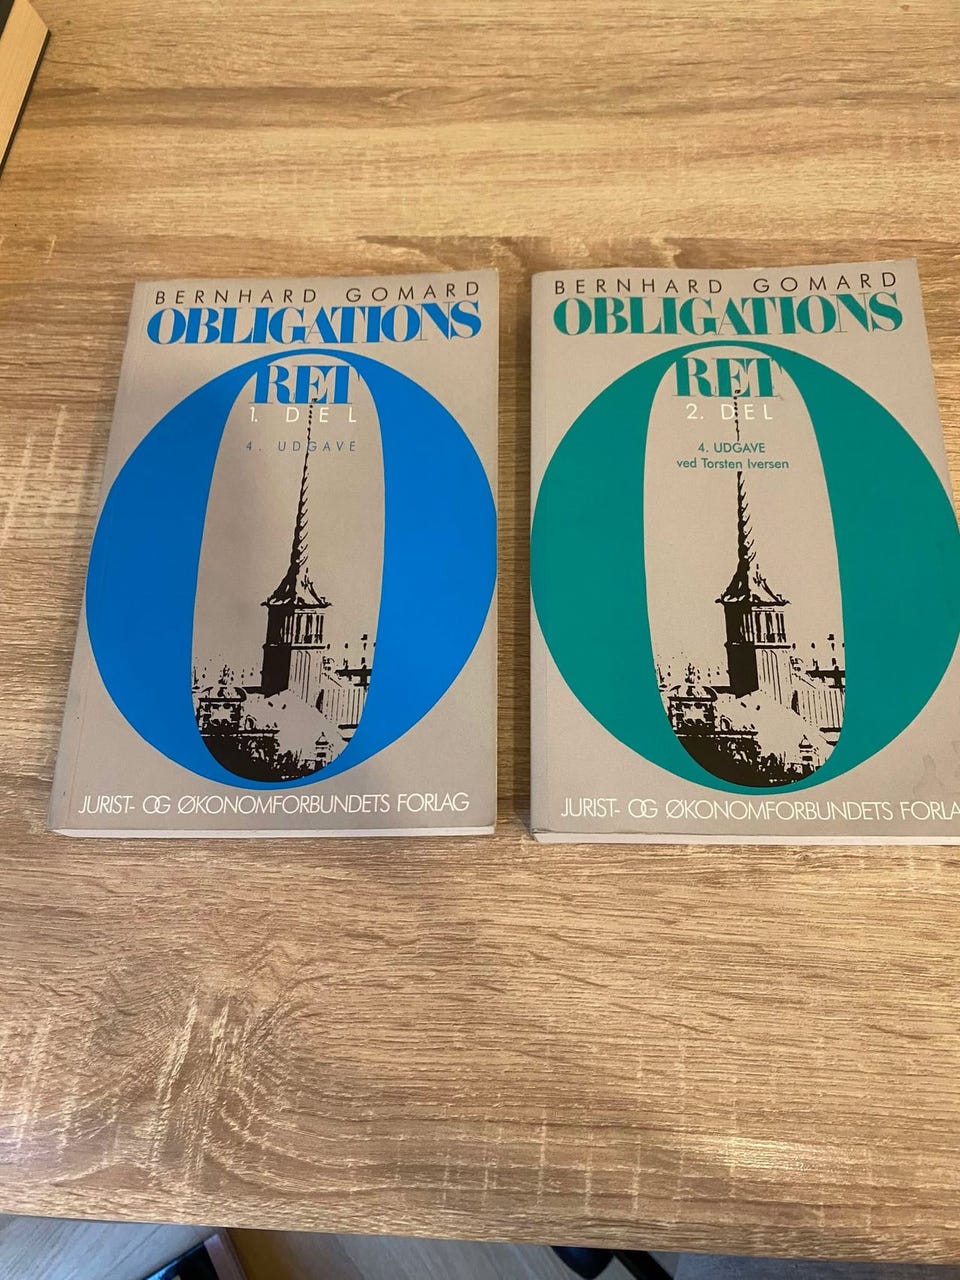 BERNHARD GOMARD
OBLIGATIONS
RET
1. DEL
4. UDGAVE
JURIST- OG ØKONOMFORBUNDETS FORLAG
BERNHARD GOMARD
OBLIGATIONS
RET
2. DEL
4. UDGAVE
ved Torsten Iversen
JURIST- OG ØKONOMFORBUNDETS FORLA